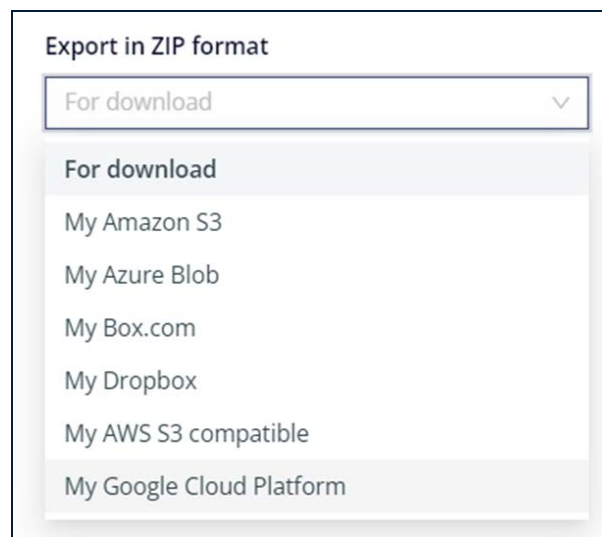 Export in ZIP format
For download
For download
My Amazon S3
My Azure Blob
My Box.com
My Dropbox
My AWS S3 compatible
My Google Cloud Platform